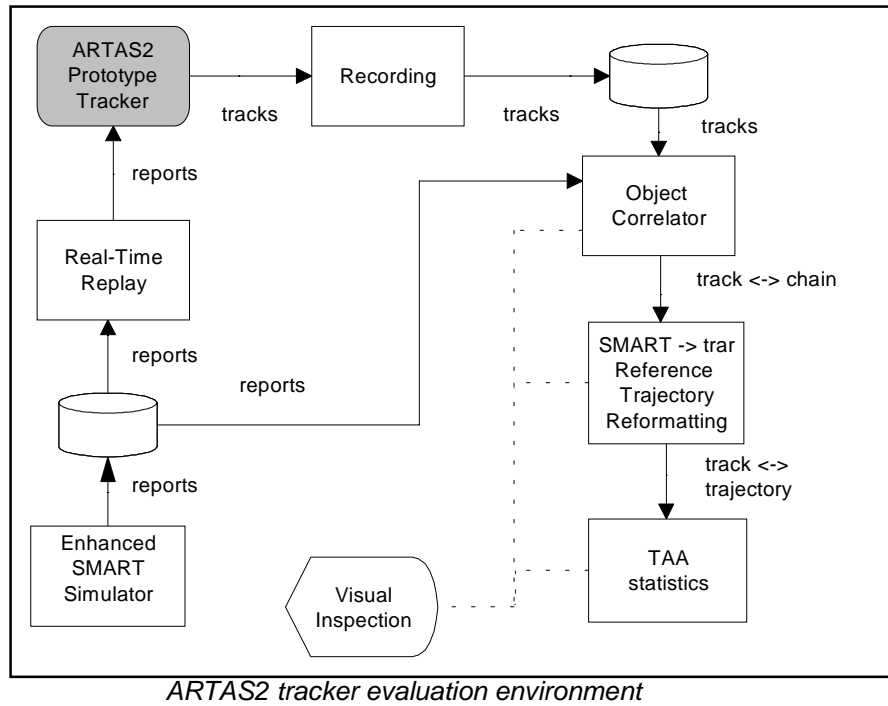 ARTAS2
Prototype
Tracker
tracks
Recording
tracks
tracks
reports
Object
Correlator
Real-Time
Replay
track <-> chain
reports
reports
SMART -> trar
Reference
Trajectory
Reformatting
track <->
trajectory
reports
Enhanced
SMART
Simulator
Visual
Inspection
TAA
statistics
ARTAS2 tracker evaluation environment